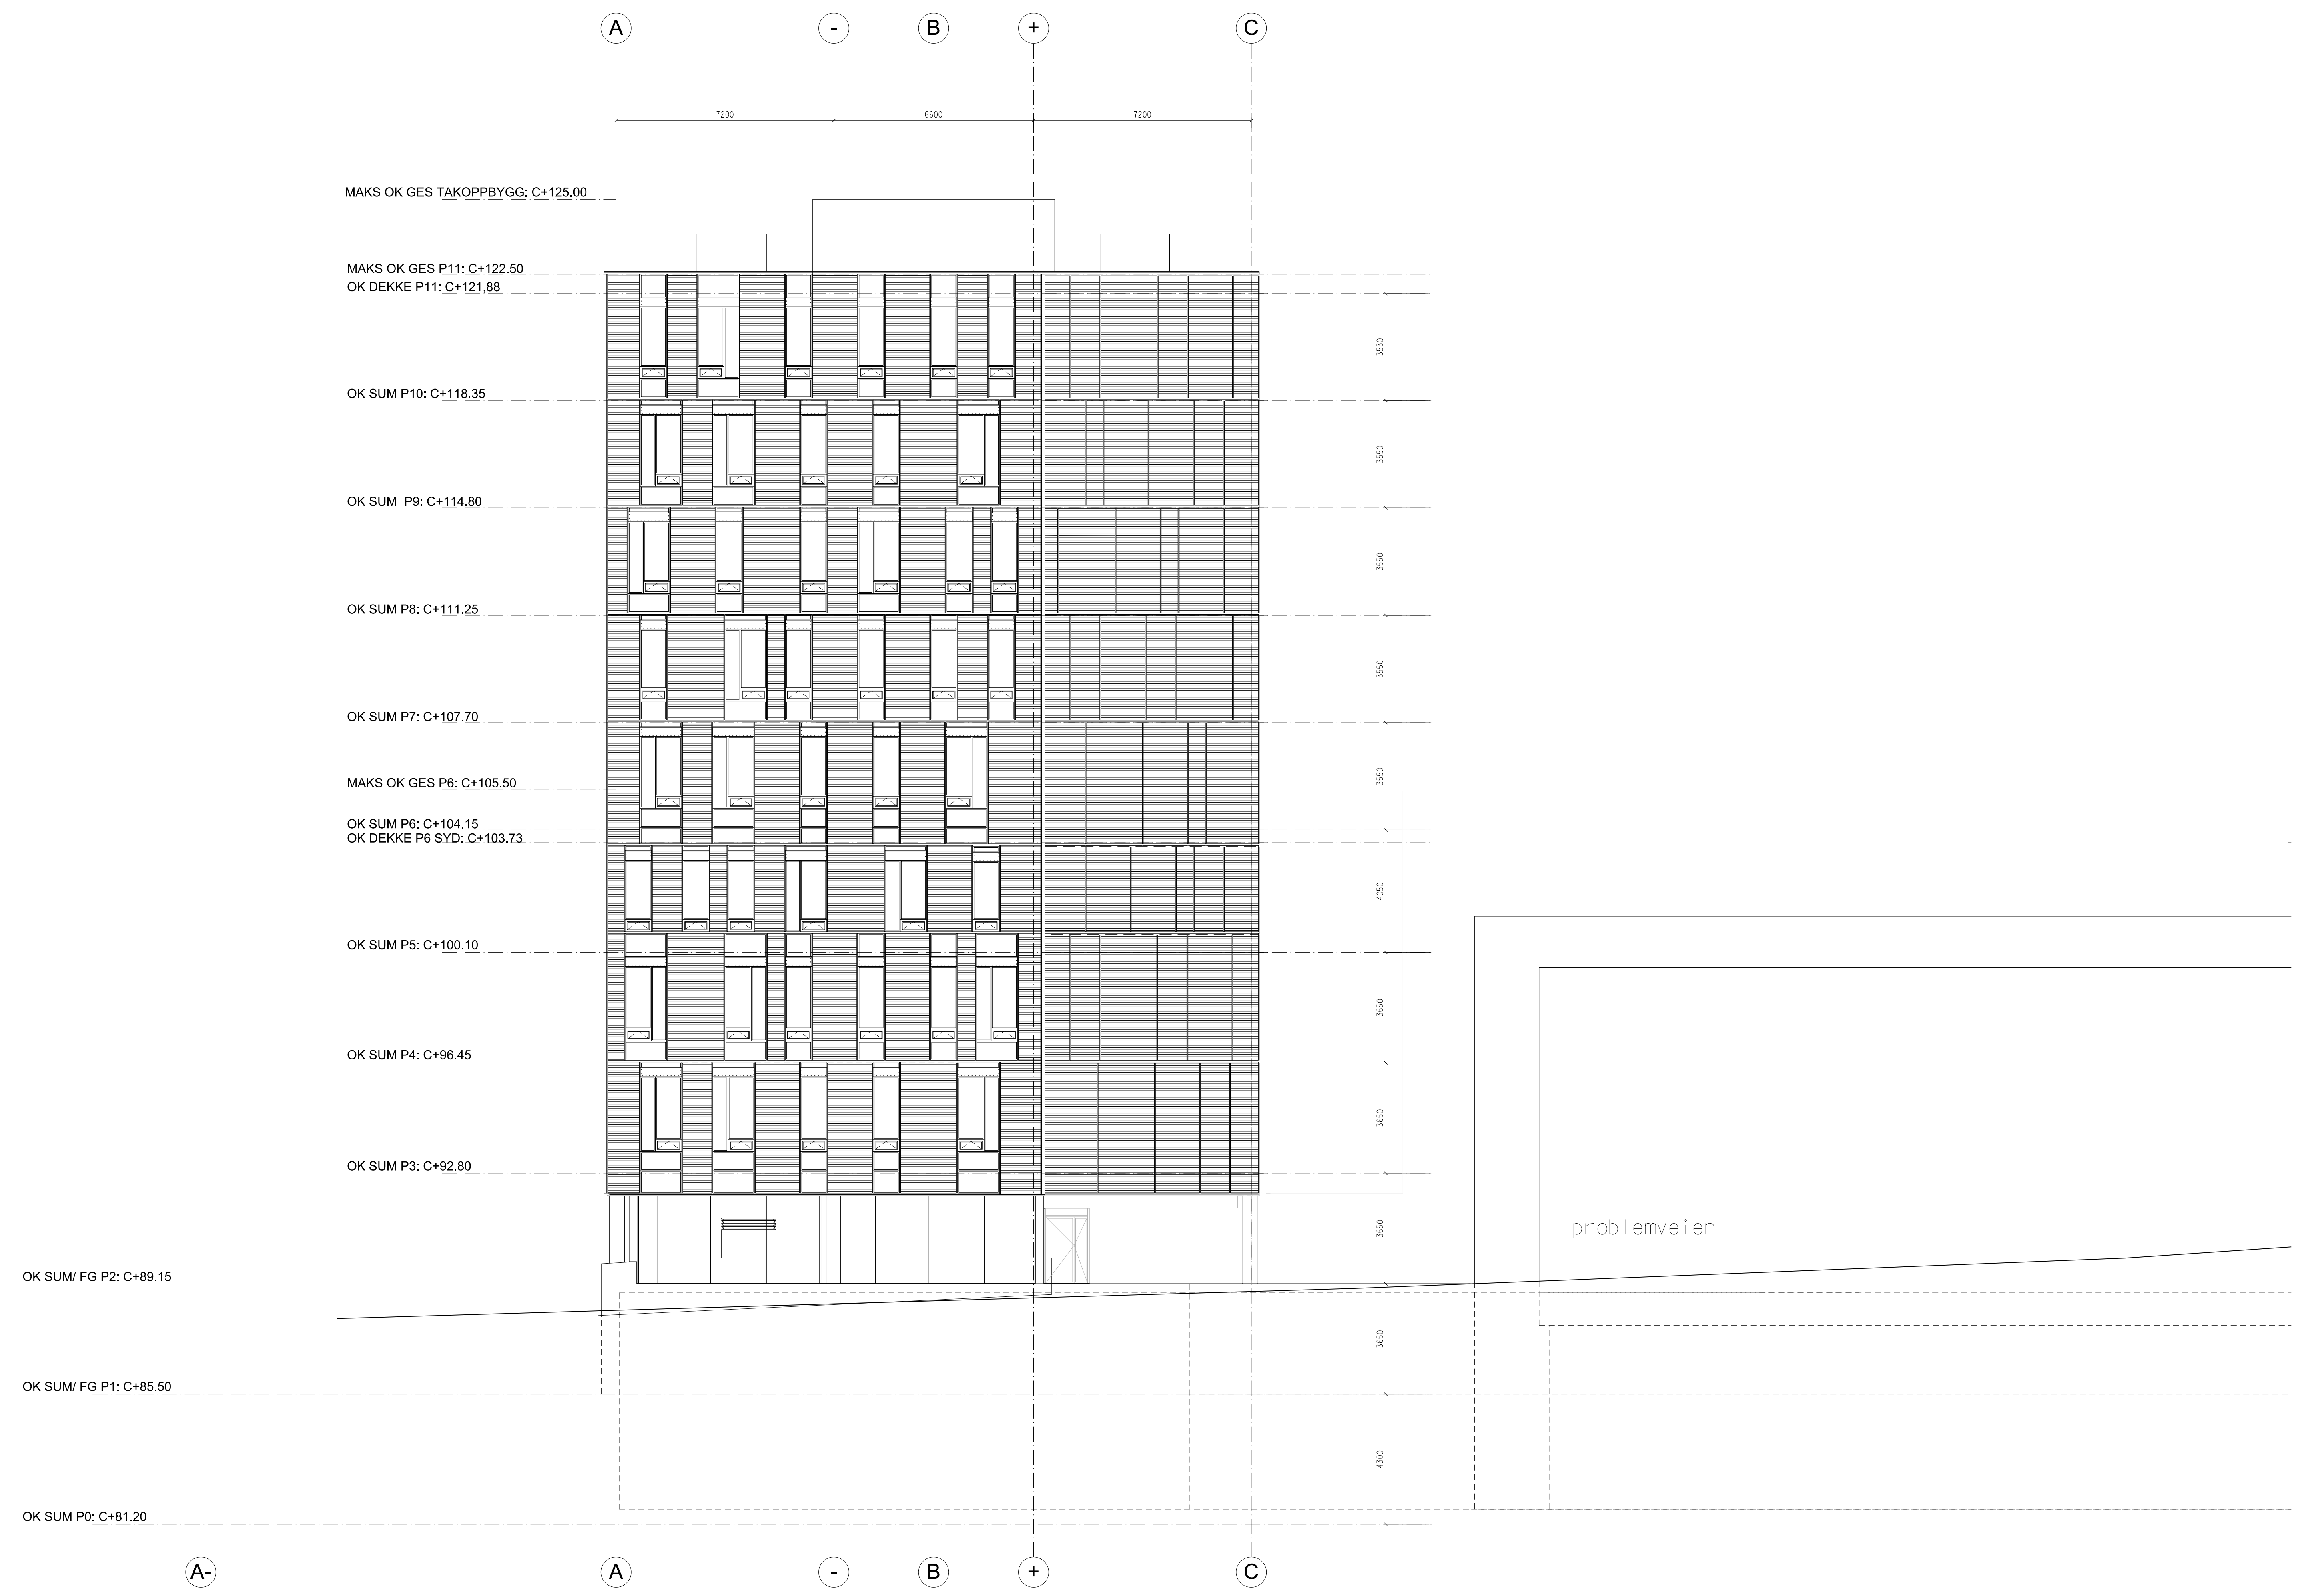 A
-
B
+
C
7200
6600
7200
MAKS OK GES TAKOPPBYGG: C+125.00
MAKS OK GES P11: C+122.50
OK DEKKE P11: C+121,88
3530
OK SUM P10: C+118.35
3550
OK SUM  P9: C+114.80
3550
OK SUM P8: C+111.25
3550
OK SUM P7: C+107.70
3550
MAKS OK GES P6: C+105.50
OK SUM P6: C+104.15
OK DEKKE P6 SYD: C+103.73
4050
OK SUM P5: C+100.10
3650
OK SUM P4: C+96.45
3650
OK SUM P3: C+92.80
3650
problemveien
OK SUM/ FG P2: C+89.15
3650
OK SUM/ FG P1: C+85.50
4300
OK SUM P0: C+81.20
A-
A
-
B
+
C